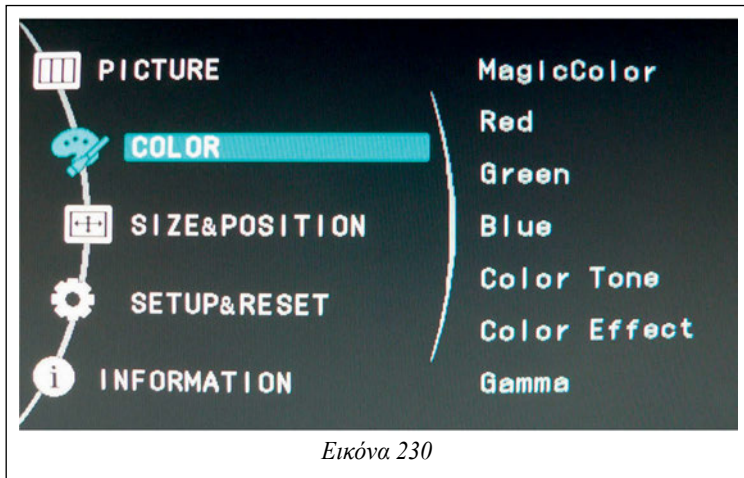 PICTURE
COLOR
SIZE&POSITION
SETUP&RESET
INFORMATION
MagicColor
Red
Green
Blue
Color Tone
Color Effect
Gamma
Εικόνα 230